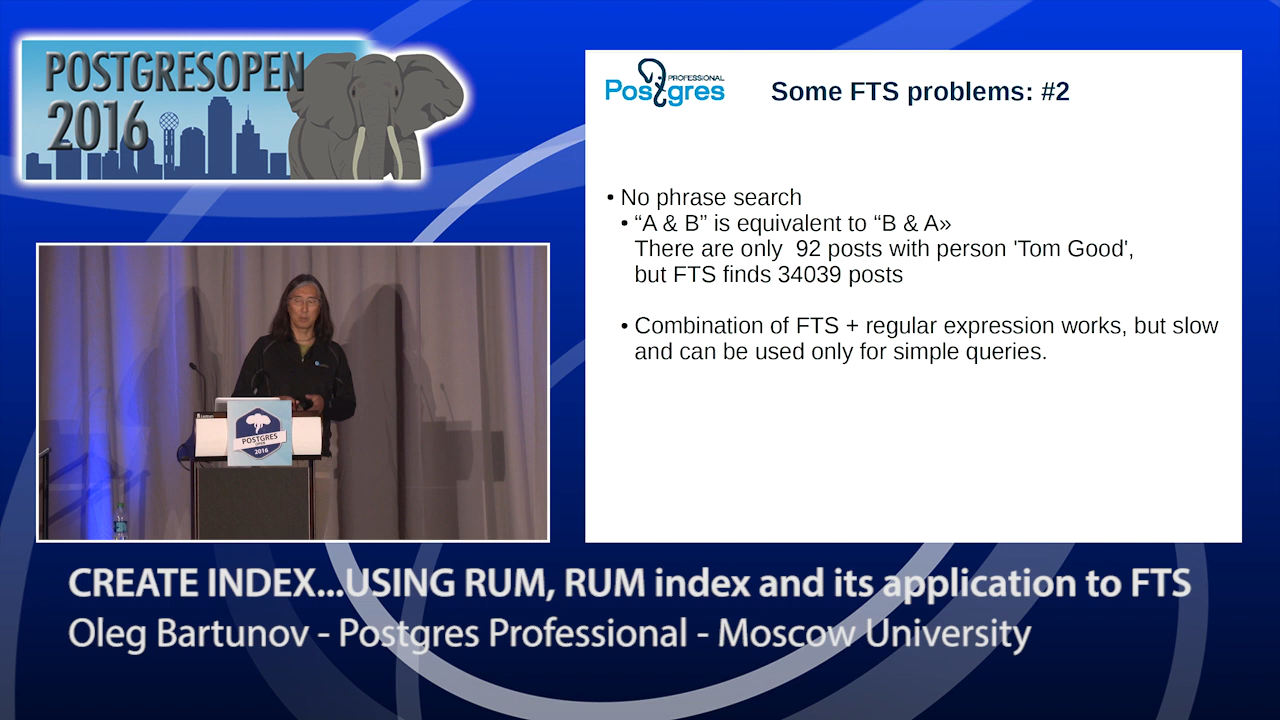 POSTGRESOPEN
2016
Postgres
PROFESSIONAL
Some FTS problems: #2
• No phrase search
• “A & B” is equivalent to “B & A»
There are only 92 posts with person 'Tom Good',
but FTS finds 34039 posts
• Combination of FTS + regular expression works, but slow
and can be used only for simple queries.
POSTGRES
OPEN
2016
CREATE INDEX...USING RUM, RUM index and its application to FTS
Oleg Bartunov - Postgres Professional - Moscow University